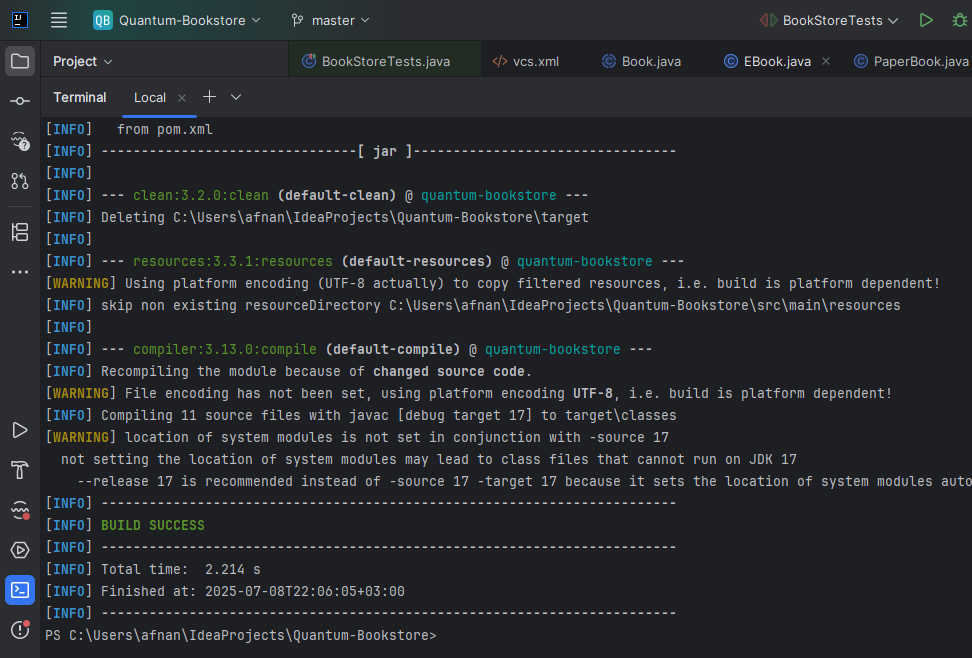 QB Quantum-Bookstore master BookStoreTests
Project BookStoreTests.java vcs.xml Book.java EBook.java PaperBook.java
Terminal Local
[INFO]   from pom.xml
[INFO] --------------------------------[ jar ]---------------------------------
[INFO]
[INFO] --- clean:3.2.0:clean (default-clean) @ quantum-bookstore ---
[INFO] Deleting C:\Users\afnan\IdeaProjects\Quantum-Bookstore\target
[INFO]
[INFO] --- resources:3.3.1:resources (default-resources) @ quantum-bookstore ---
[WARNING] Using platform encoding (UTF-8 actually) to copy filtered resources, i.e. build is platform dependent!
[INFO] skip non existing resourceDirectory C:\Users\afnan\IdeaProjects\Quantum-Bookstore\src\main\resources
[INFO]
[INFO] --- compiler:3.13.0:compile (default-compile) @ quantum-bookstore ---
[INFO] Recompiling the module because of changed source code.
[WARNING] File encoding has not been set, using platform encoding UTF-8, i.e. build is platform dependent!
[INFO] Compiling 11 source files with javac [debug target 17] to target\classes
[WARNING] location of system modules is not set in conjunction with -source 17
  not setting the location of system modules may lead to class files that cannot run on JDK 17
    --release 17 is recommended instead of -source 17 -target 17 because it sets the location of system modules auto
[INFO] ------------------------------------------------------------------------
[INFO] BUILD SUCCESS
[INFO] ------------------------------------------------------------------------
[INFO] Total time:  2.214 s
[INFO] Finished at: 2025-07-08T22:06:05+03:00
[INFO] ------------------------------------------------------------------------
PS C:\Users\afnan\IdeaProjects\Quantum-Bookstore>